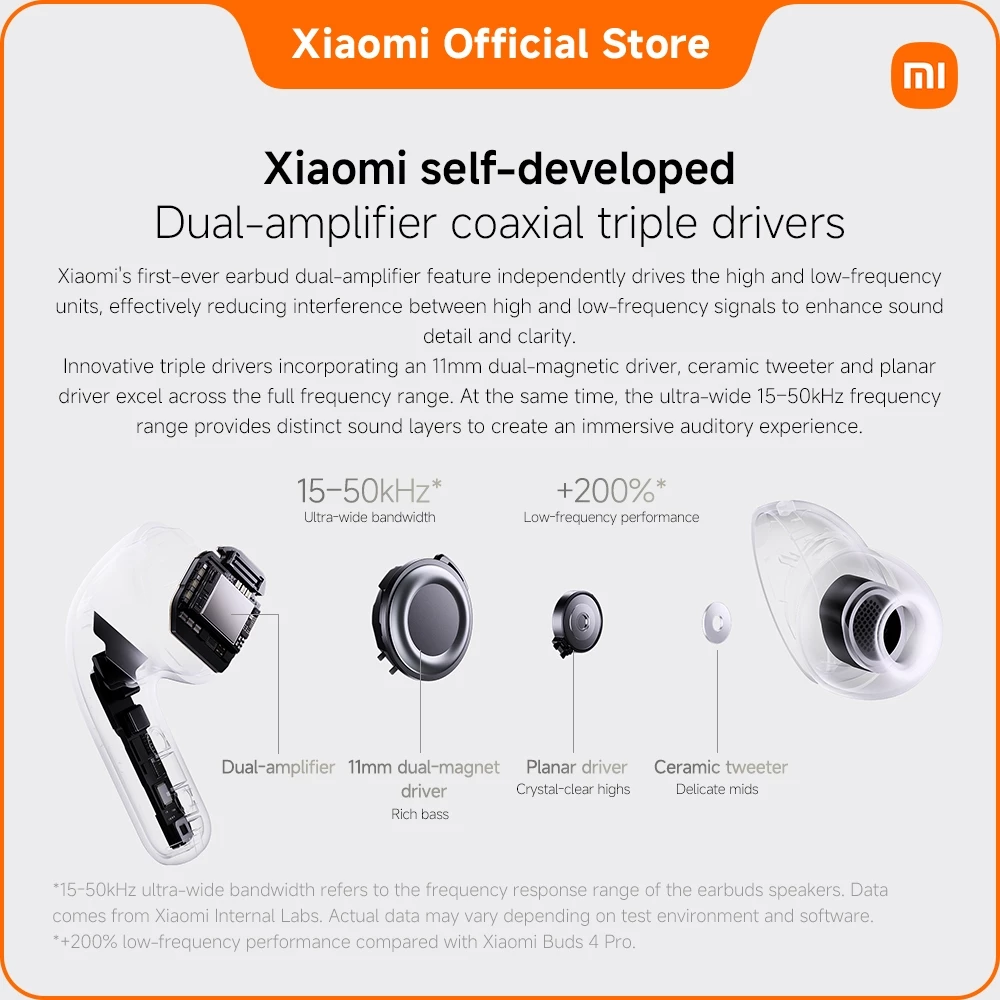 Xiaomi Official Store
mi
Xiaomi self-developed
Dual-amplifier coaxial triple drivers
Xiaomi's first-ever earbud dual-amplifier feature independently drives the high and low-frequency
units, effectively reducing interference between high and low-frequency signals to enhance sound
detail and clarity.
Innovative triple drivers incorporating an 11mm dual-magnetic driver, ceramic tweeter and planar
driver excel across the full frequency range. At the same time, the ultra-wide 15-50kHz frequency
range provides distinct sound layers to create an immersive auditory experience.
15-50kHz*
Ultra-wide bandwidth
+200%*
Low-frequency performance
Dual-amplifier
11mm dual-magnet
driver
Rich bass
Planar driver
Crystal-clear highs
Ceramic tweeter
Delicate mids
*15-50kHz ultra-wide bandwidth refers to the frequency response range of the earbuds speakers. Data
comes from Xiaomi Internal Labs. Actual data may vary depending on test environment and software.
*+200% low-frequency performance compared with Xiaomi Buds 4 Pro.